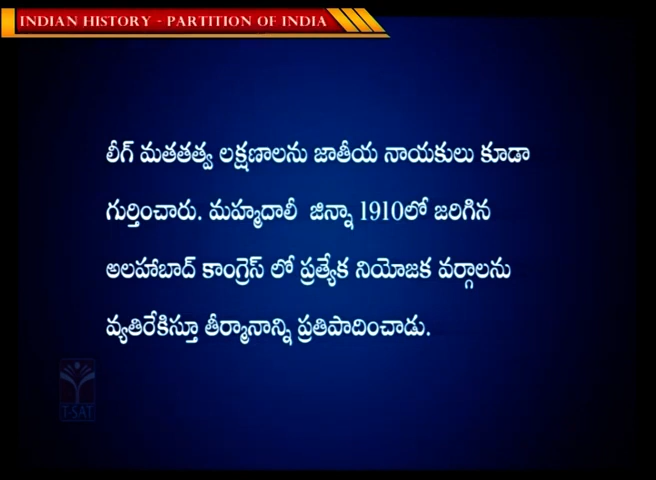 INDIAN HISTORY - PARTITION OF INDIA
లీగ్ మతతత్వ లక్షణాలను జాతీయ నాయకులు కూడా
గుర్తించారు. మహ్మదాలీ జిన్నా 1910లో జరిగిన
అలహాబాద్ కాంగ్రెస్ లో ప్రత్యేక నియోజక వర్గాలను
వ్యతిరేకిస్తూ తీర్మానాన్ని ప్రతిపాదించాడు.
T-SAT